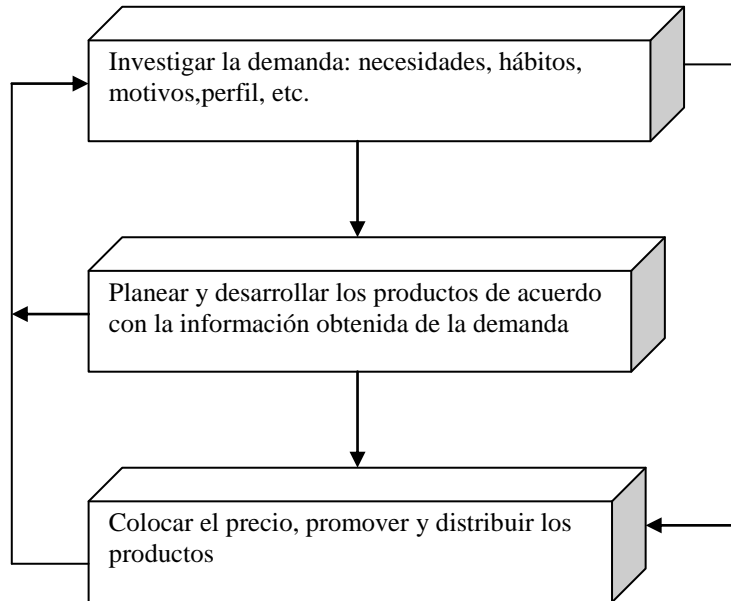 Investigar la demanda: necesidades, hábitos,
motivos,perfil, etc.
Planear y desarrollar los productos de acuerdo
con la información obtenida de la demanda
Colocar el precio, promover y distribuir los
productos